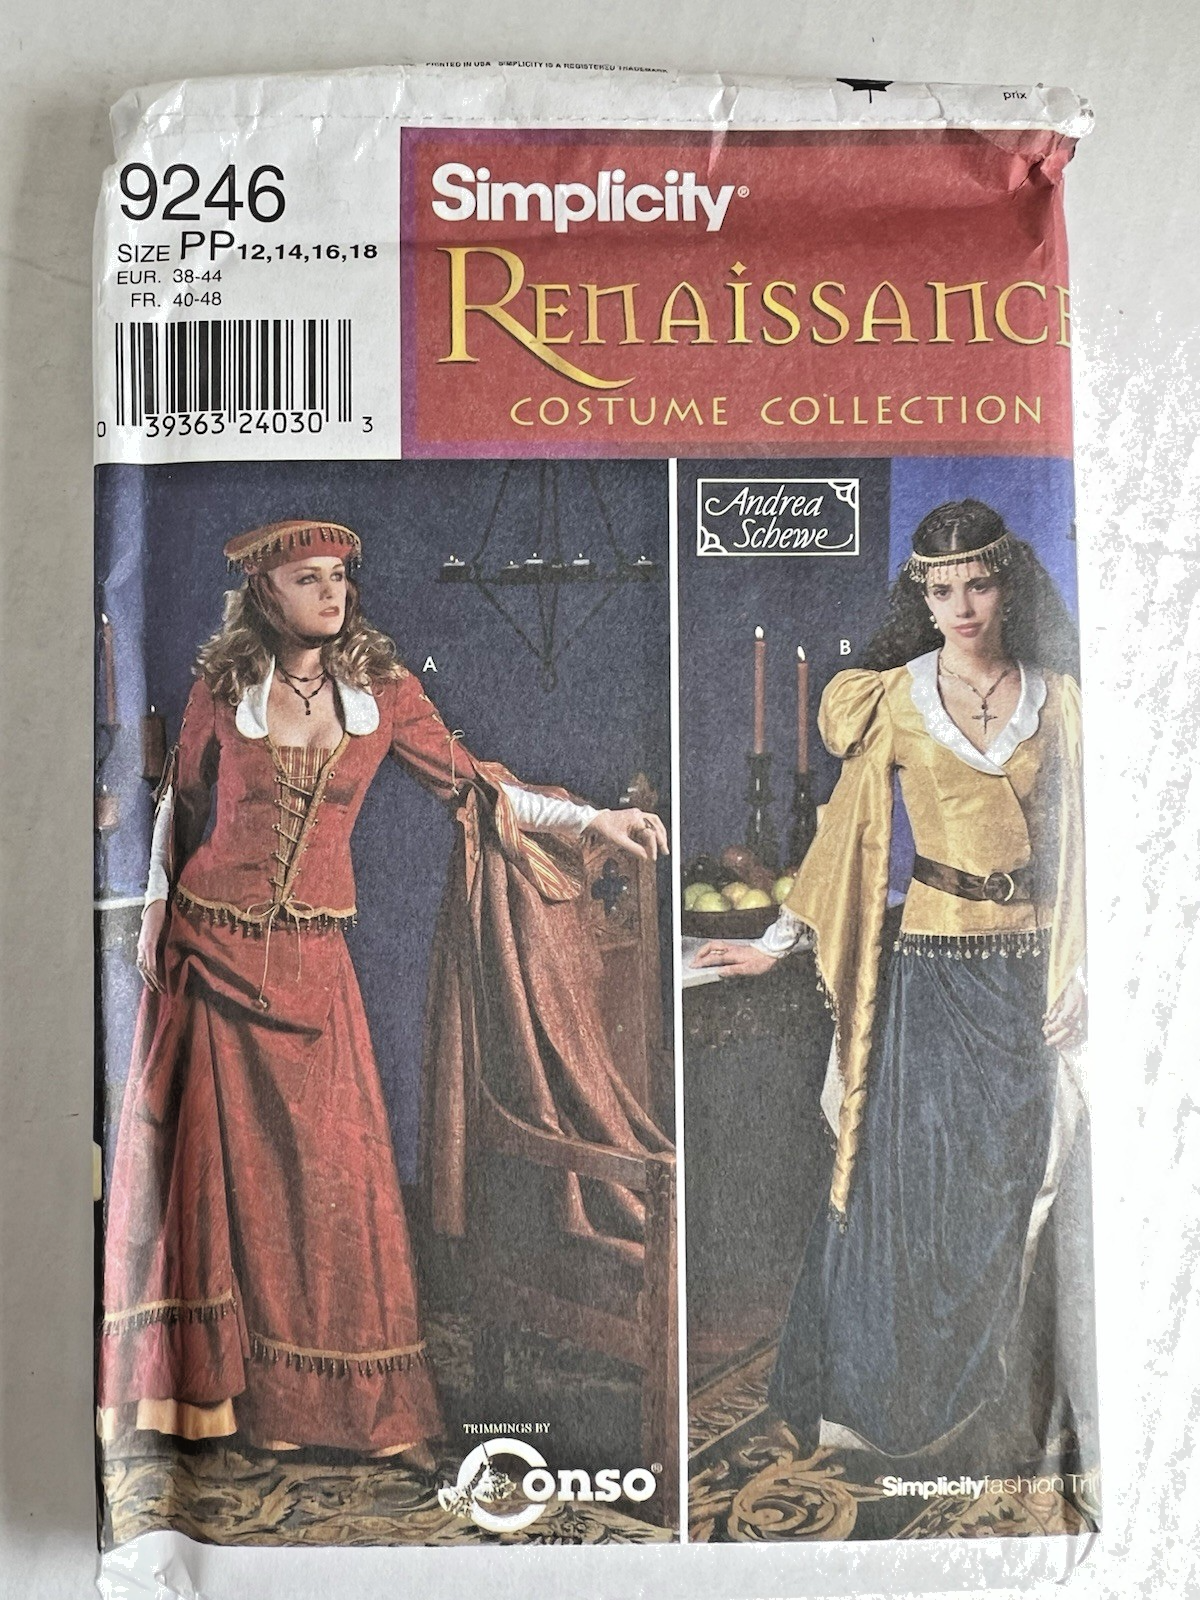 PRINTED IN USA SIMPLICITY IS A REGISTERED TRADEMARK
prix
9246
SIZE PP 12,14,16,18
EUR. 38-44
FR. 40-48
0 39363 24030 3
Simplicity®
RENAISSANCE
COSTUME COLLECTION
Andrea
Schewe
A
B
TRIMMINGS BY
Conso®
Simplicity fashion Tri